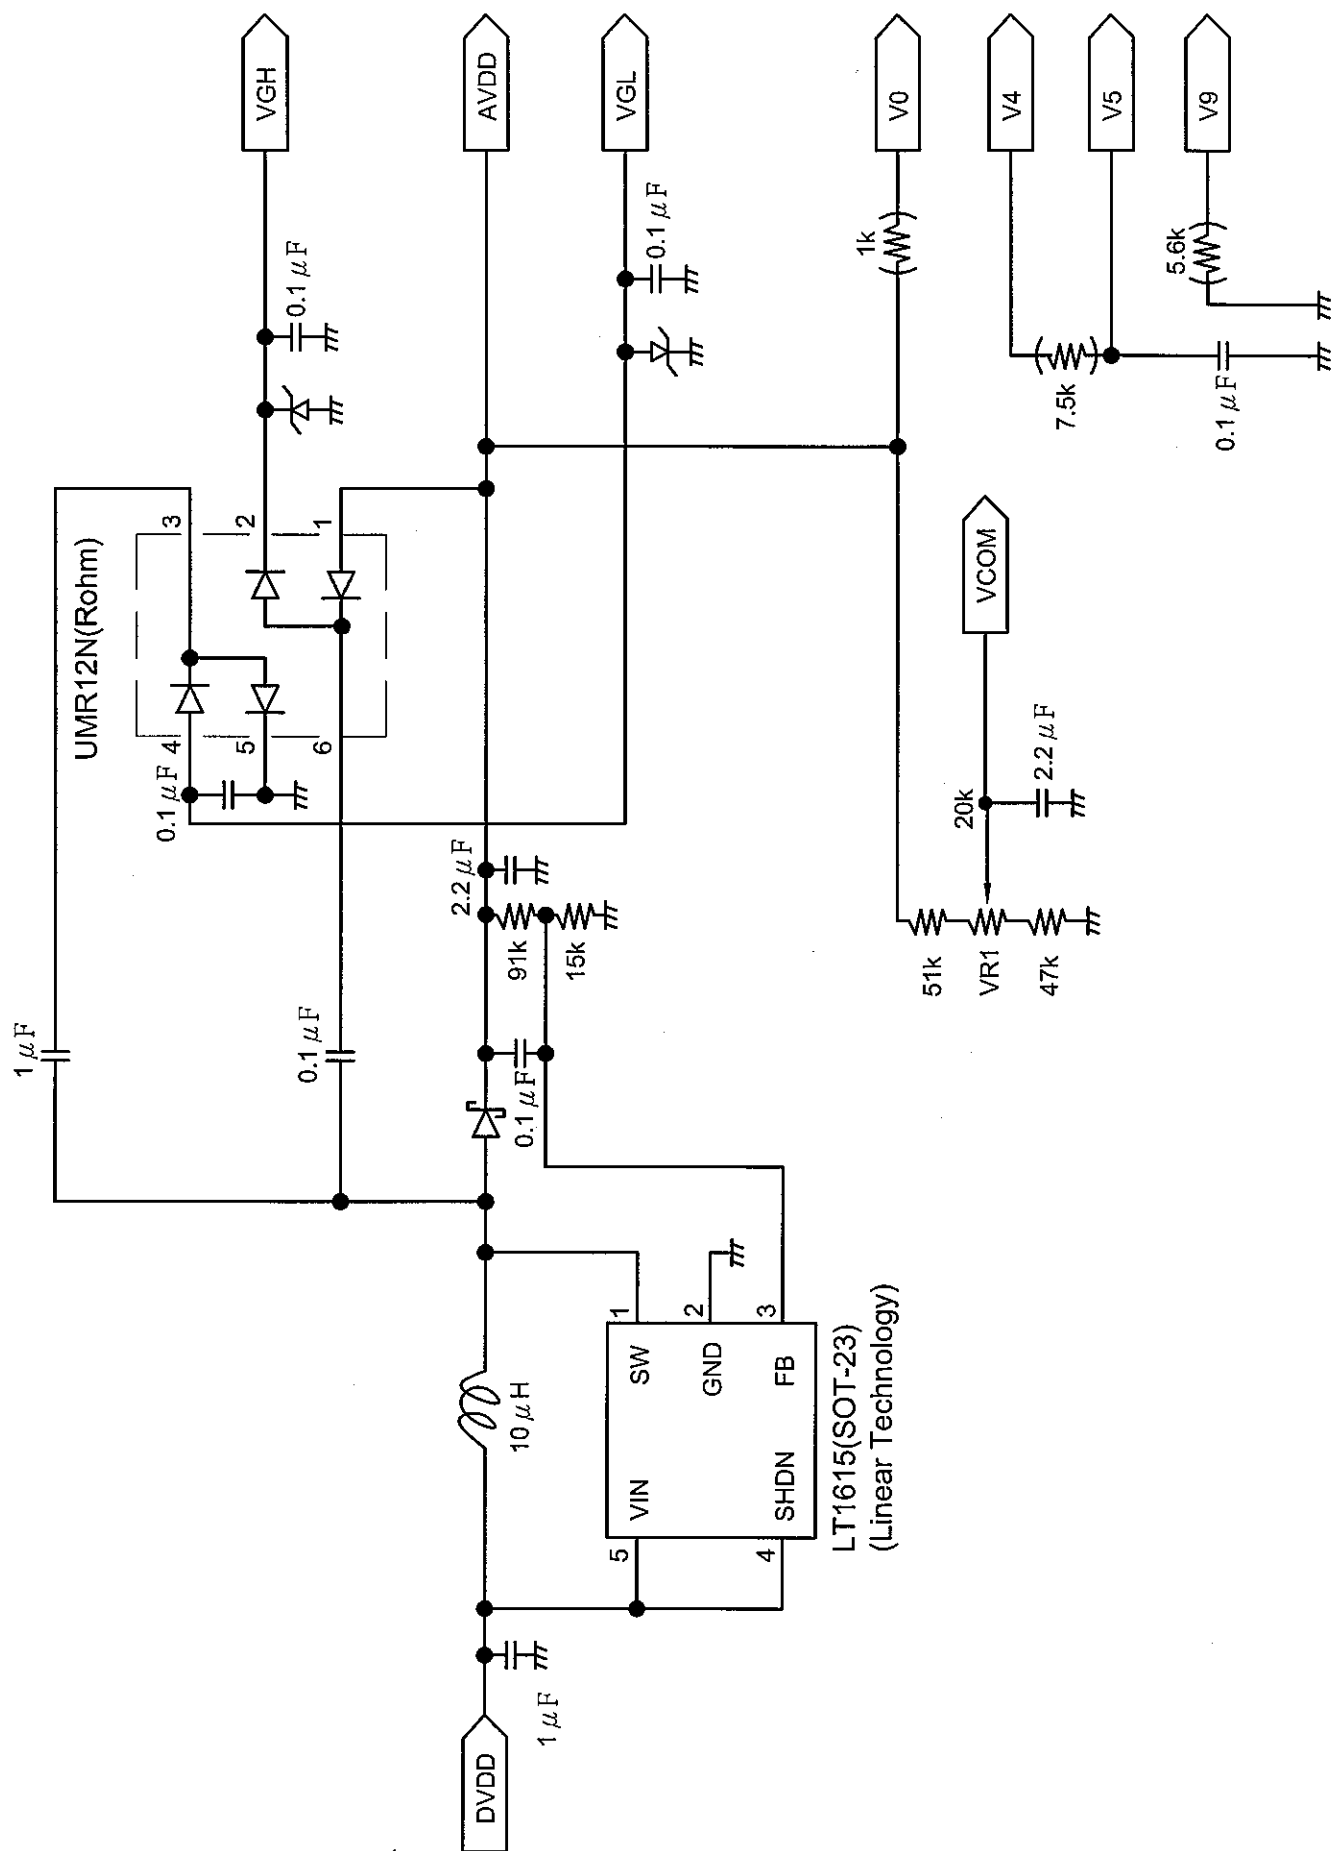 UMR12N(Rohm)
1μF
0.1μF
4
5
6
3
2
1
0.1μF
0.1μF
VGH
DVDD
1μF
10μH
0.1μF
91k
15k
2.2μF
AVDD
0.1μF
VGL
5
4
VIN
SHDN
SW
GND
FB
1
2
3
LT1615(SOT-23)
(Linear Technology)
51k
VR1
47k
20k
2.2μF
VCOM
1k
V0
7.5k
V4
0.1μF
V5
5.6k
V9